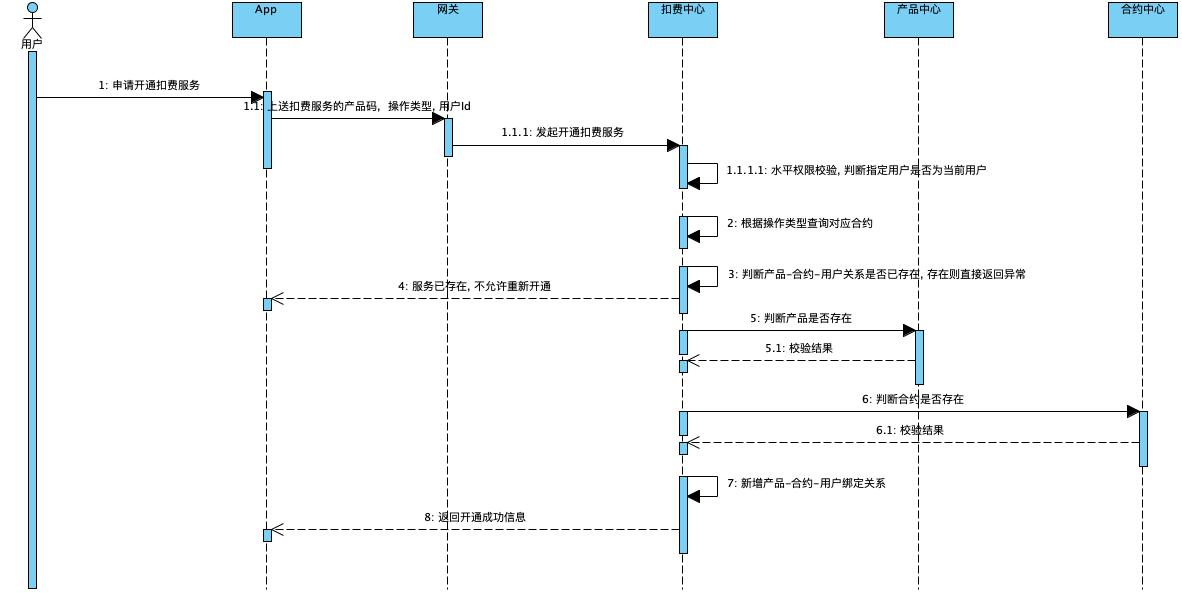 App
网关
扣费中心
产品中心
合约中心
用户
1: 申请开通扣费服务
1.1: 上送扣费服务的产品码，操作类型, 用户Id
1.1.1: 发起开通扣费服务
1.1.1.1: 水平权限校验, 判断指定用户是否为当前用户
2: 根据操作类型查询对应合约
3: 判断产品-合约-用户关系是否已存在, 存在则直接返回异常
4: 服务已存在, 不允许重新开通
5: 判断产品是否存在
5.1: 校验结果
6: 判断合约是否存在
6.1: 校验结果
7: 新增产品-合约-用户绑定关系
8: 返回开通成功信息